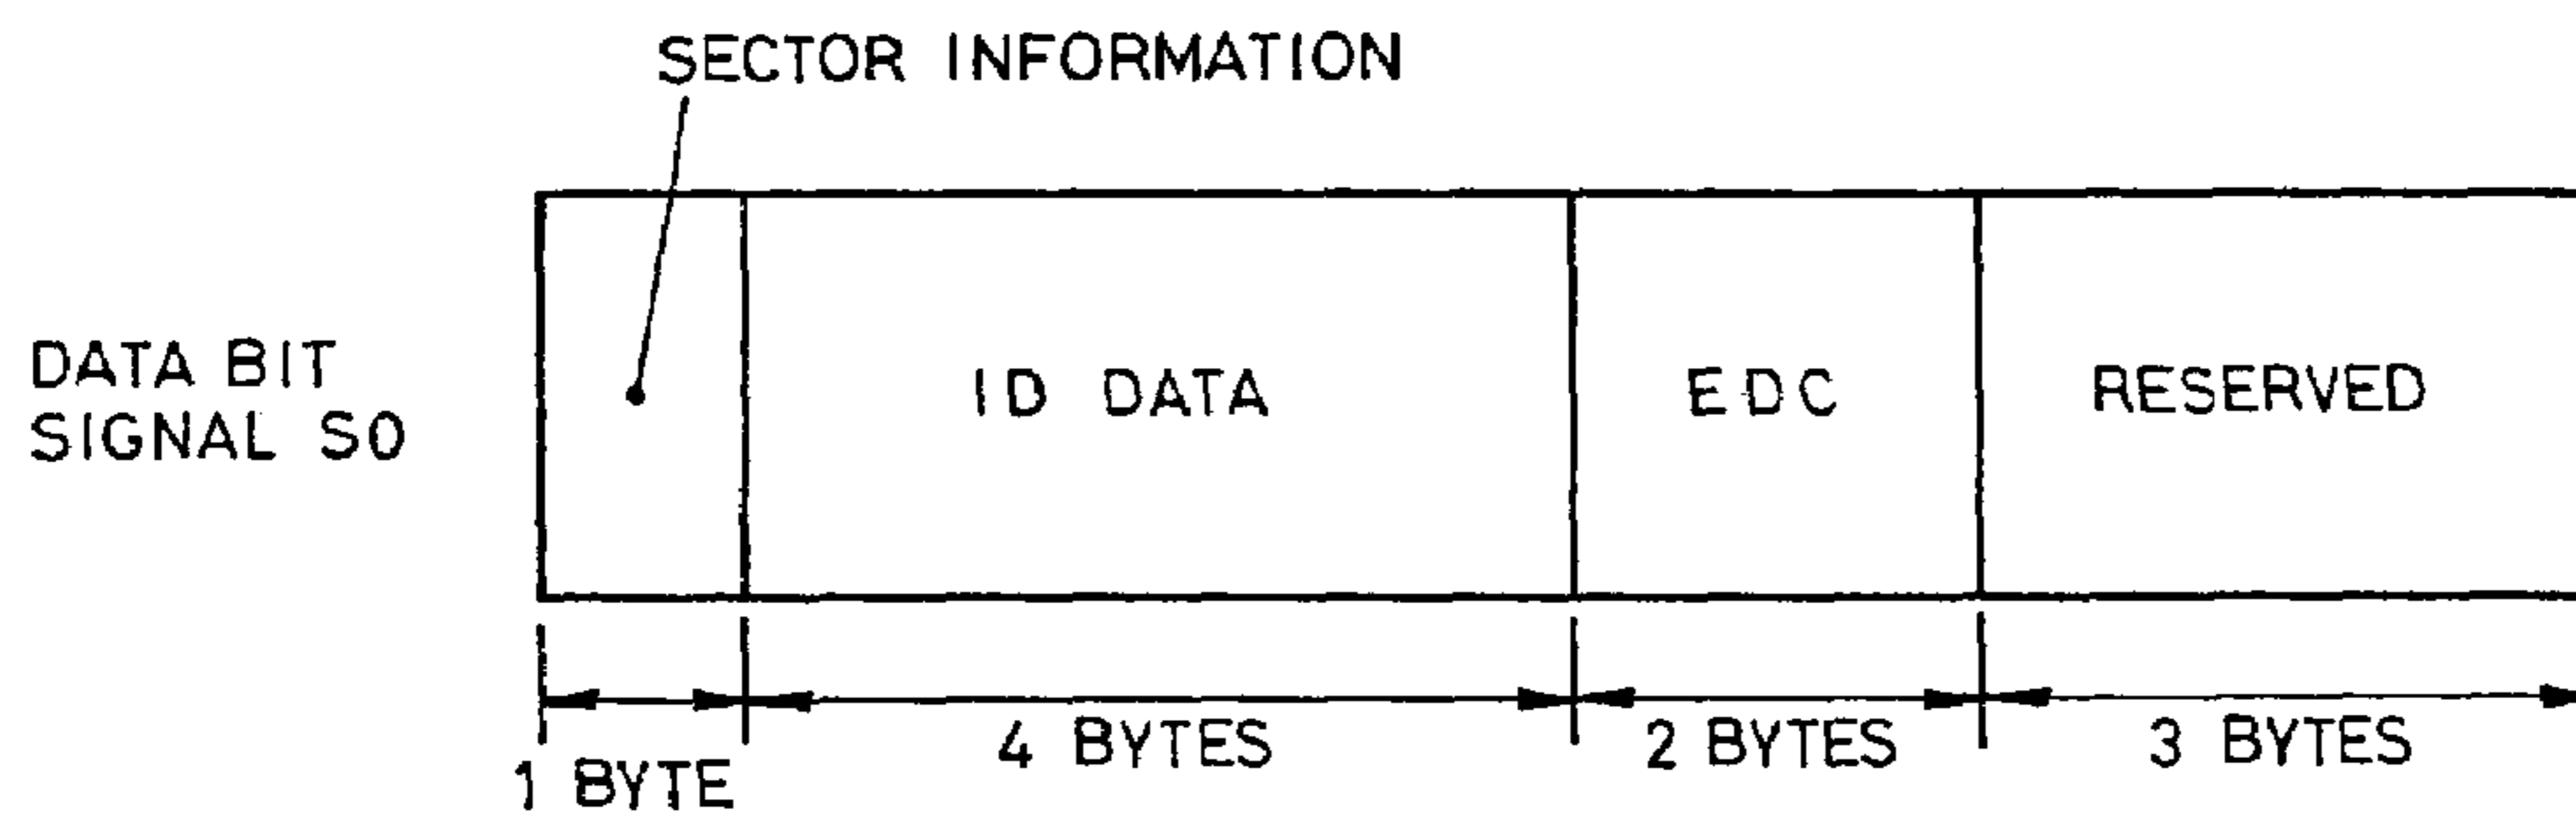 SECTOR INFORMATION
DATA BIT
SIGNAL S0
ID DATA
EDC
RESERVED
1 BYTE
4 BYTES
2 BYTES
3 BYTES